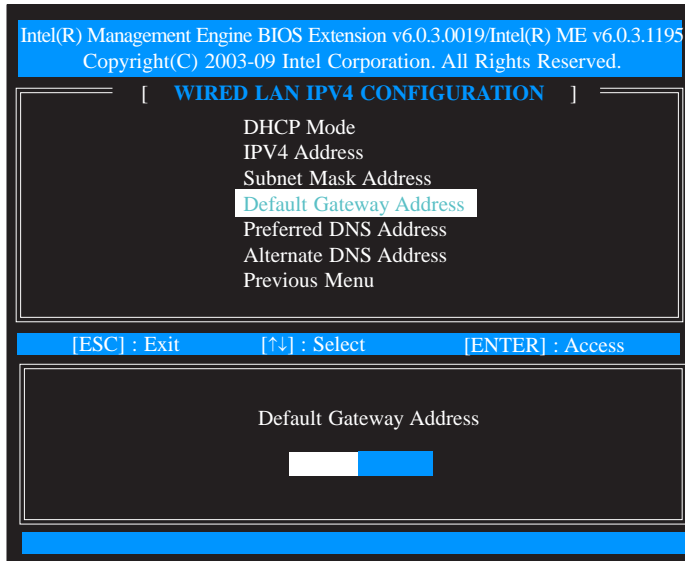 Intel(R) Management Engine BIOS Extension v6.0.3.0019/Intel(R) ME v6.0.3.1195
Copyright(C) 2003-09 Intel Corporation. All Rights Reserved.
[ WIRED LAN IPV4 CONFIGURATION ]
DHCP Mode
IPV4 Address
Subnet Mask Address
Default Gateway Address
Preferred DNS Address
Alternate DNS Address
Previous Menu
[ESC] : Exit [↑↓] : Select [ENTER] : Access
Default Gateway Address